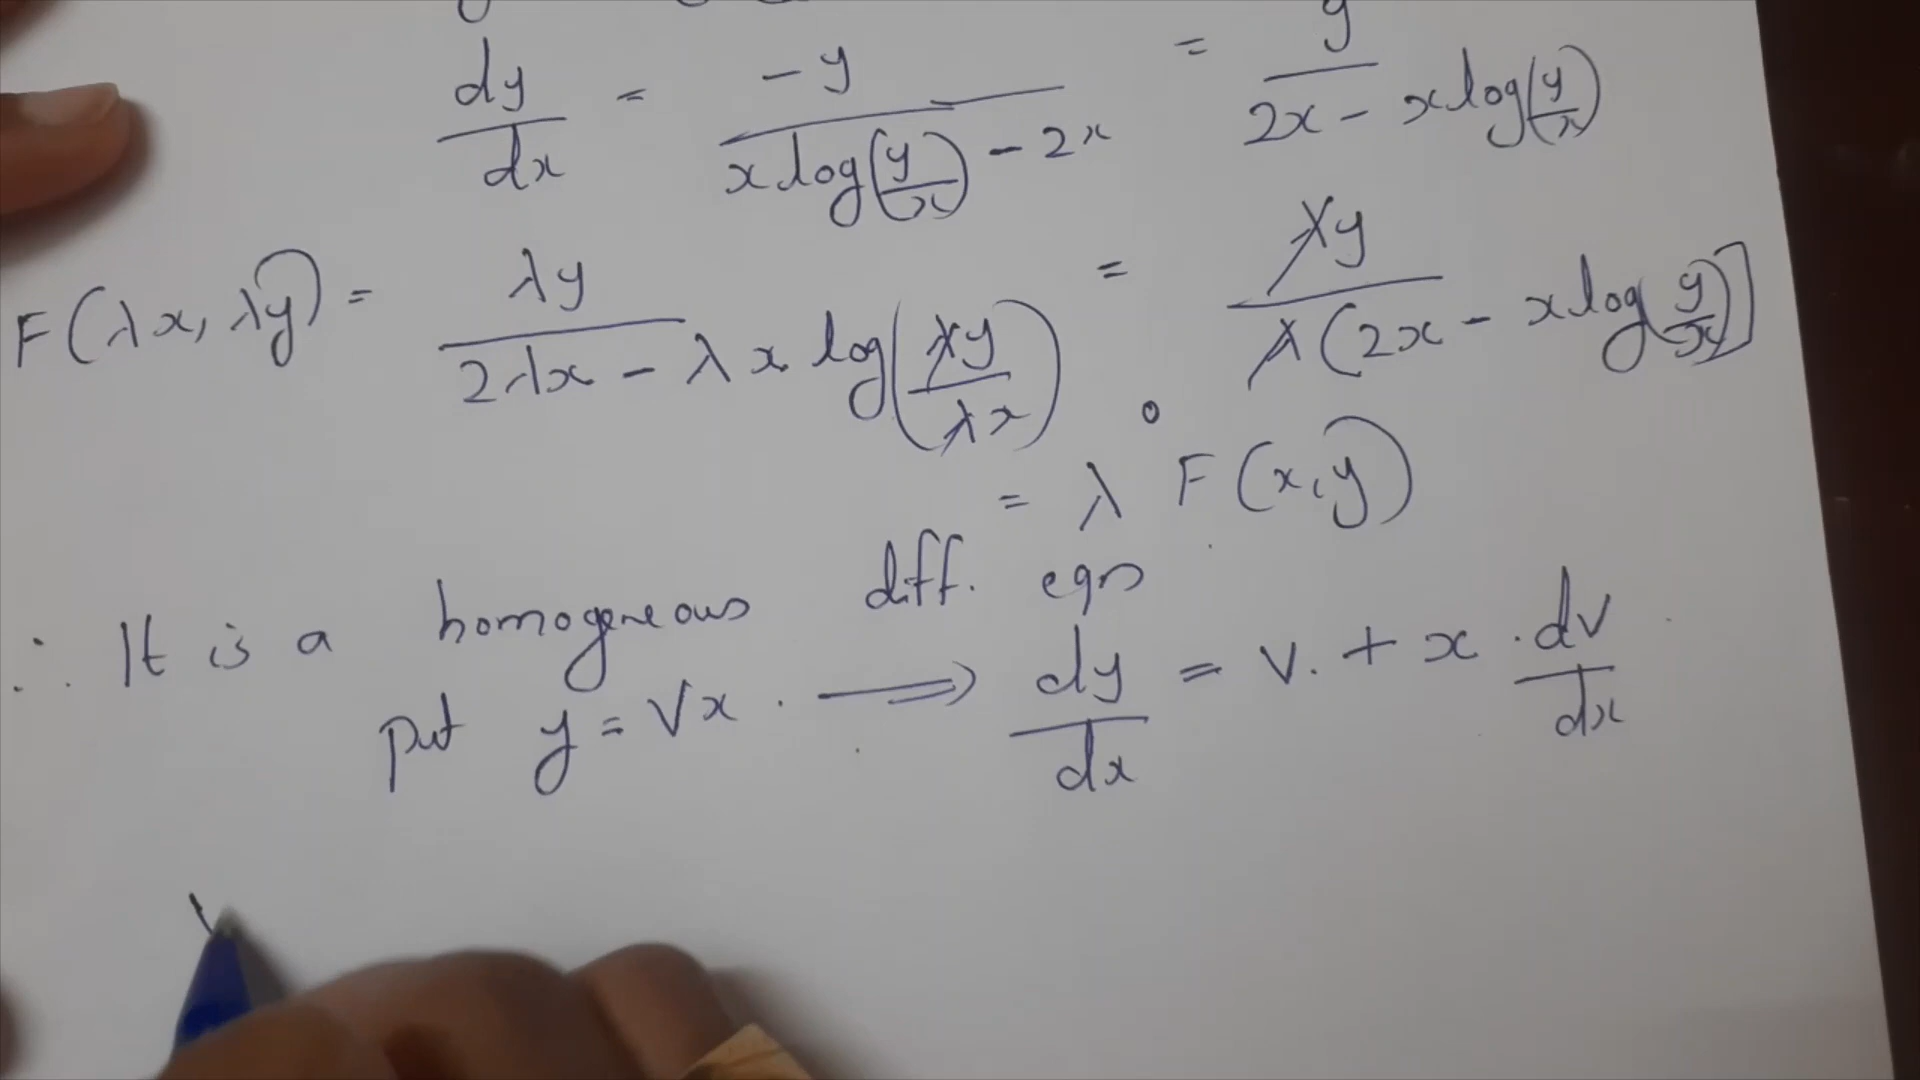 dy/dx = -y / (x log(y/x) - 2x) = y / (2x - x log(y/x))
F(λx, λy) = λy / (2λx - λx log(λy/λx)) = λy / (λ(2x - x log(y/x)])
= λ° F(x, y)
∴ It is a homogeneous diff. eqn
put y = vx. ⟹ dy/dx = v. + x . dv/dx